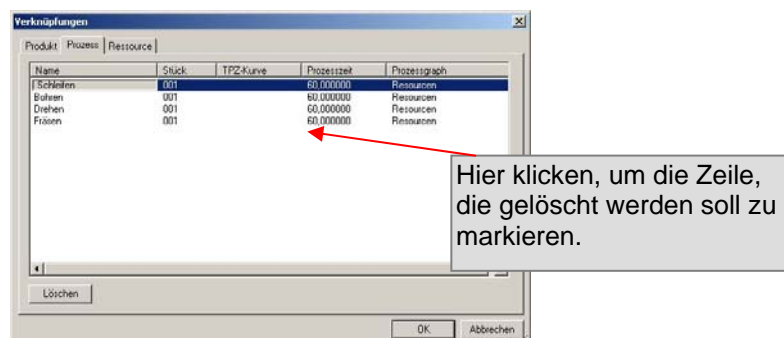 Verknüpfungen
Produkt Prozess Ressource
Name Stück TPZ-Kurve Prozesszeit Prozessgraph
Schleifen 001 60,000000 Resourcen
Bohren 001 60,000000 Resourcen
Drehen 001 60,000000 Resourcen
Fräsen 001 60,000000 Resourcen
Hier klicken, um die Zeile,
die gelöscht werden soll zu
markieren.
Löschen
OK Abbrechen